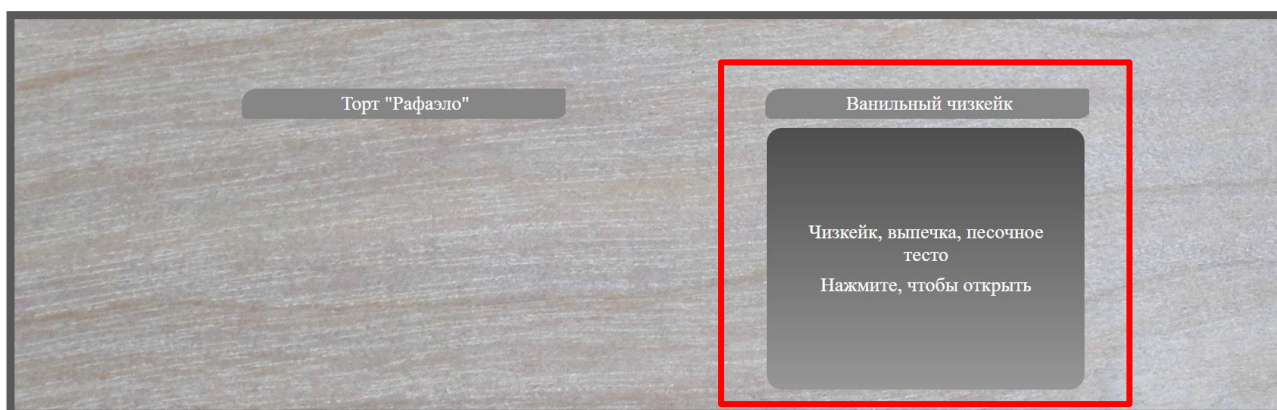 Торт "Рафаэло"
Ванильный чизкейк
Чизкейк, выпечка, песочное
тесто
Нажмите, чтобы открыть